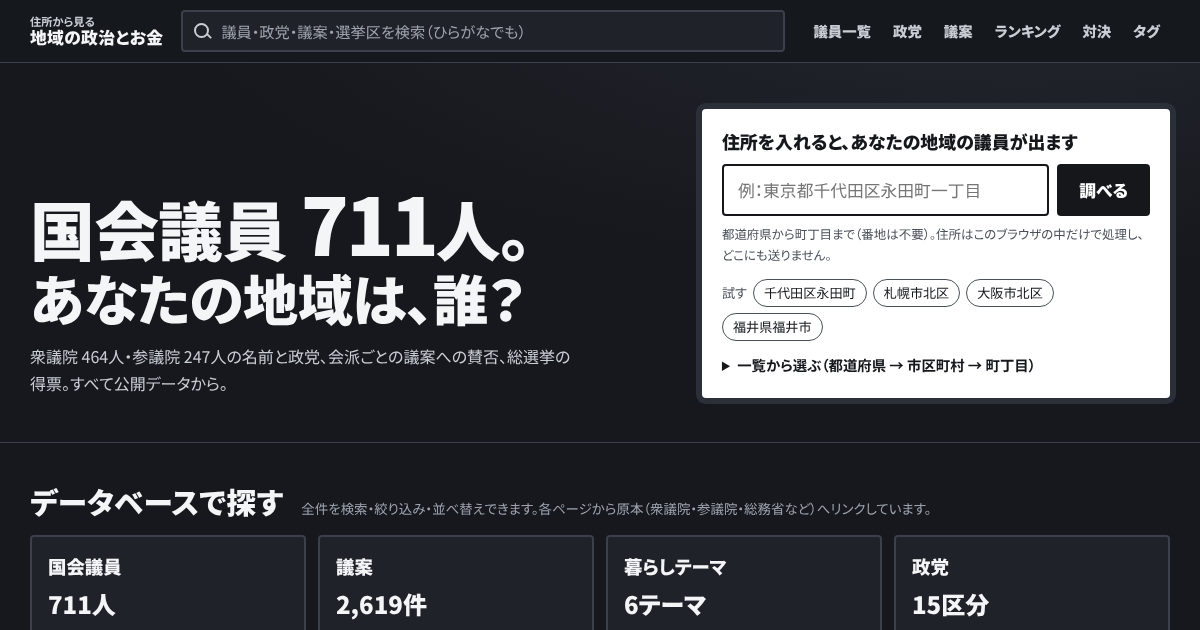 住所から見る
地域の政治とお金
議員・政党・議案・選挙区を検索（ひらがなでも）
議員一覧
政党
議案
ランキング
対決
タグ
国会議員 711人。
あなたの地域は、誰？
衆議院 464人・参議院 247人の名前と政党、会派ごとの議案への賛否、総選挙の
得票。すべて公開データから。
住所を入れると、あなたの地域の議員が出ます
例：東京都千代田区永田町一丁目
調べる
都道府県から町丁目まで（番地は不要）。住所はこのブラウザの中だけで処理し、
どこにも送りません。
試す
千代田区永田町
札幌市北区
大阪市北区
福井県福井市
▶ 一覧から選ぶ（都道府県 → 市区町村 → 町丁目）
データベースで探す
全件を検索・絞り込み・並べ替えできます。各ページから原本（衆議院・参議院・総務省など）へリンクしています。
国会議員
711人
議案
2,619件
暮らしテーマ
6テーマ
政党
15区分